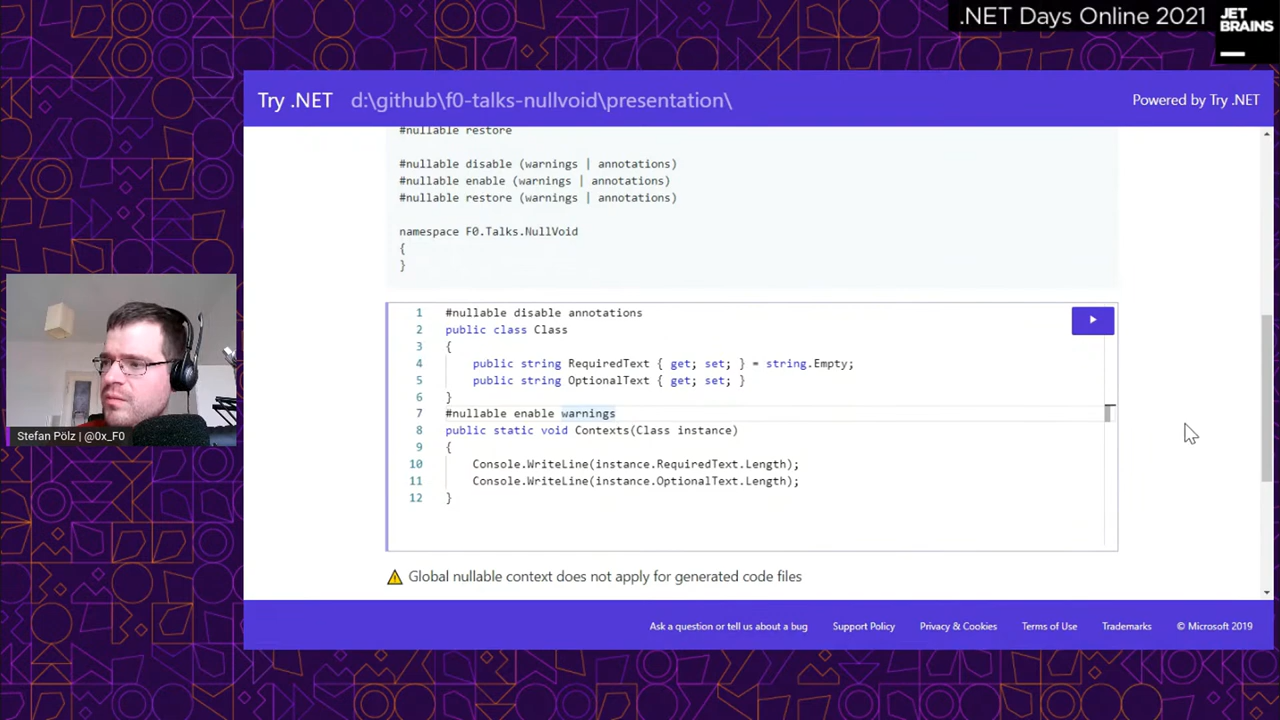 .NET Days Online 2021
JET
BRAINS
Try .NET d:\github\f0-talks-nullvoid\presentation\
Powered by Try .NET
#nullable restore
#nullable disable (warnings | annotations)
#nullable enable (warnings | annotations)
#nullable restore (warnings | annotations)
namespace F0.Talks.NullVoid
{
}
1 #nullable disable annotations
2 public class Class
3 {
4 public string RequiredText { get; set; } = string.Empty;
5 public string OptionalText { get; set; }
6 }
7 #nullable enable warnings
8 public static void Contexts(Class instance)
9 {
10 Console.WriteLine(instance.RequiredText.Length);
11 Console.WriteLine(instance.OptionalText.Length);
12 }
Global nullable context does not apply for generated code files
Stefan Pölz | @0x_F0
Ask a question or tell us about a bug Support Policy Privacy & Cookies Terms of Use Trademarks © Microsoft 2019